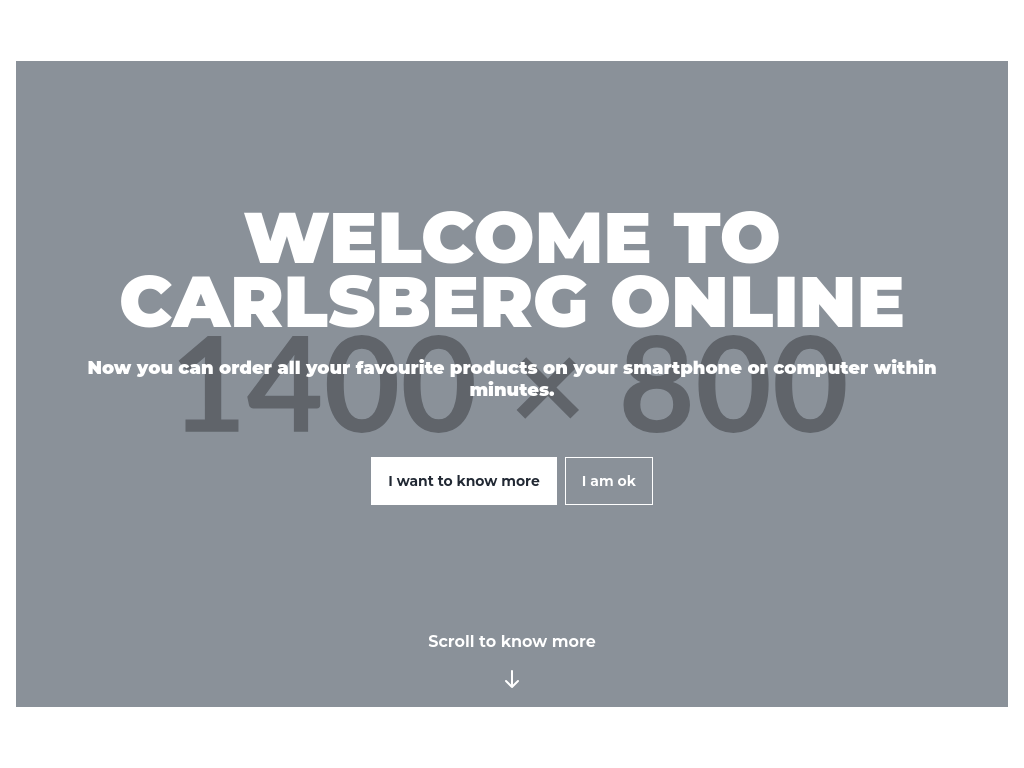 WELCOME TO
CARLSBERG ONLINE
1400 × 800
Now you can order all your favourite products on your smartphone or computer within
minutes.
I want to know more
I am ok
Scroll to know more